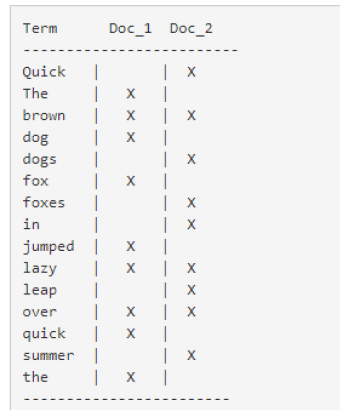 Term      Doc_1  Doc_2
-------------------------
Quick   |       |  X
The     |   X   |
brown   |   X   |  X
dog     |   X   |
dogs    |       |  X
fox     |   X   |
foxes   |       |  X
in      |       |  X
jumped  |   X   |
lazy    |   X   |  X
leap    |       |  X
over    |   X   |  X
quick   |   X   |
summer  |       |  X
the     |   X   |
------------------------